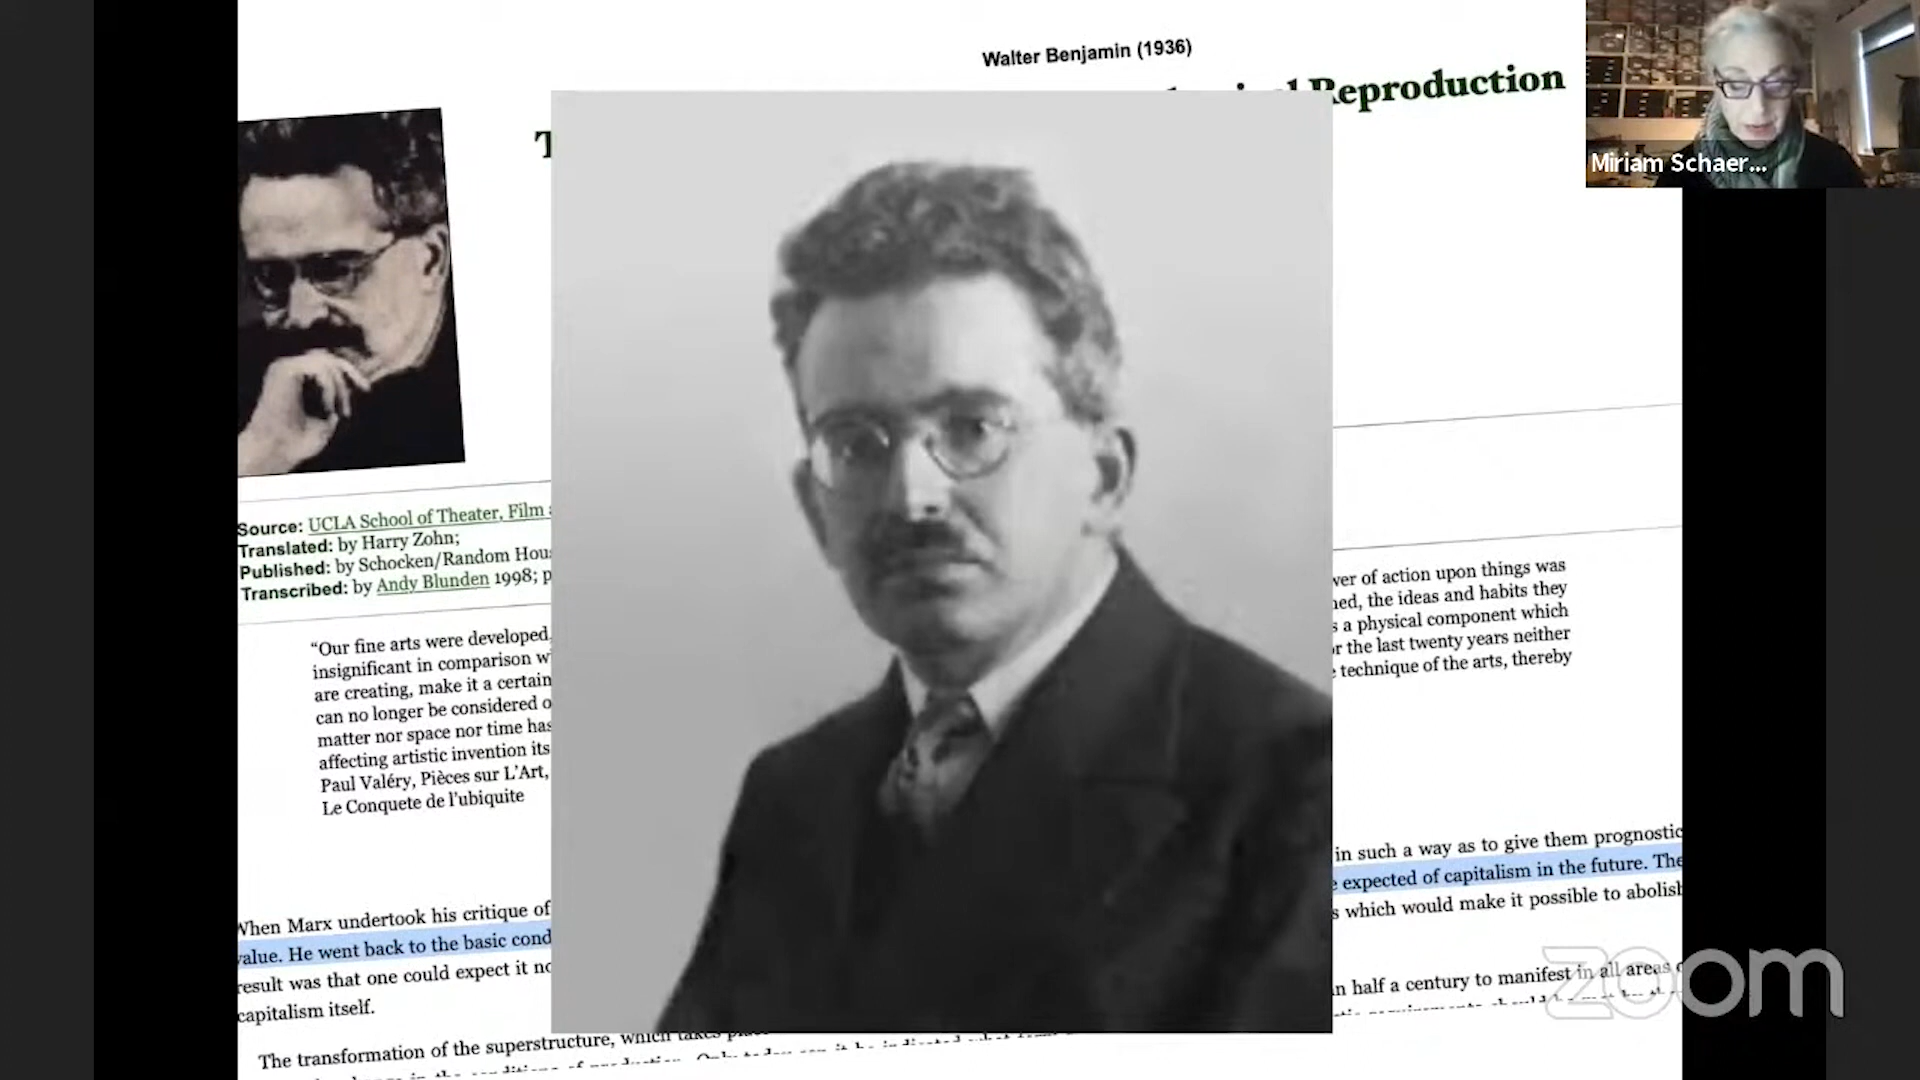 Walter Benjamin (1936)
Reproduction
Miriam Schaer...
Source: UCLA School of Theater, Film
Translated: by Harry Zohn;
Published: by Schocken/Random
Transcribed: by Andy Blunden 1998;
“Our fine arts were developed,
insignificant in comparison
are creating, make it a certain
can no longer be considered
matter nor space nor time has
affecting artistic invention its
Paul Valéry, Pièces sur L’Art,
Le Conquete de l’ubiquite
of action upon things was
the ideas and habits they
a physical component which
the last twenty years neither
technique of the arts, thereby
When Marx undertook his critique of
value. He went back to the basic
result was that one could expect it
capitalism itself.
in such a way as to give them prognostic
expected of capitalism in the future. The
which would make it possible to abolish
half a century to manifest in all areas
The transformation of the superstructure, which takes
zoom